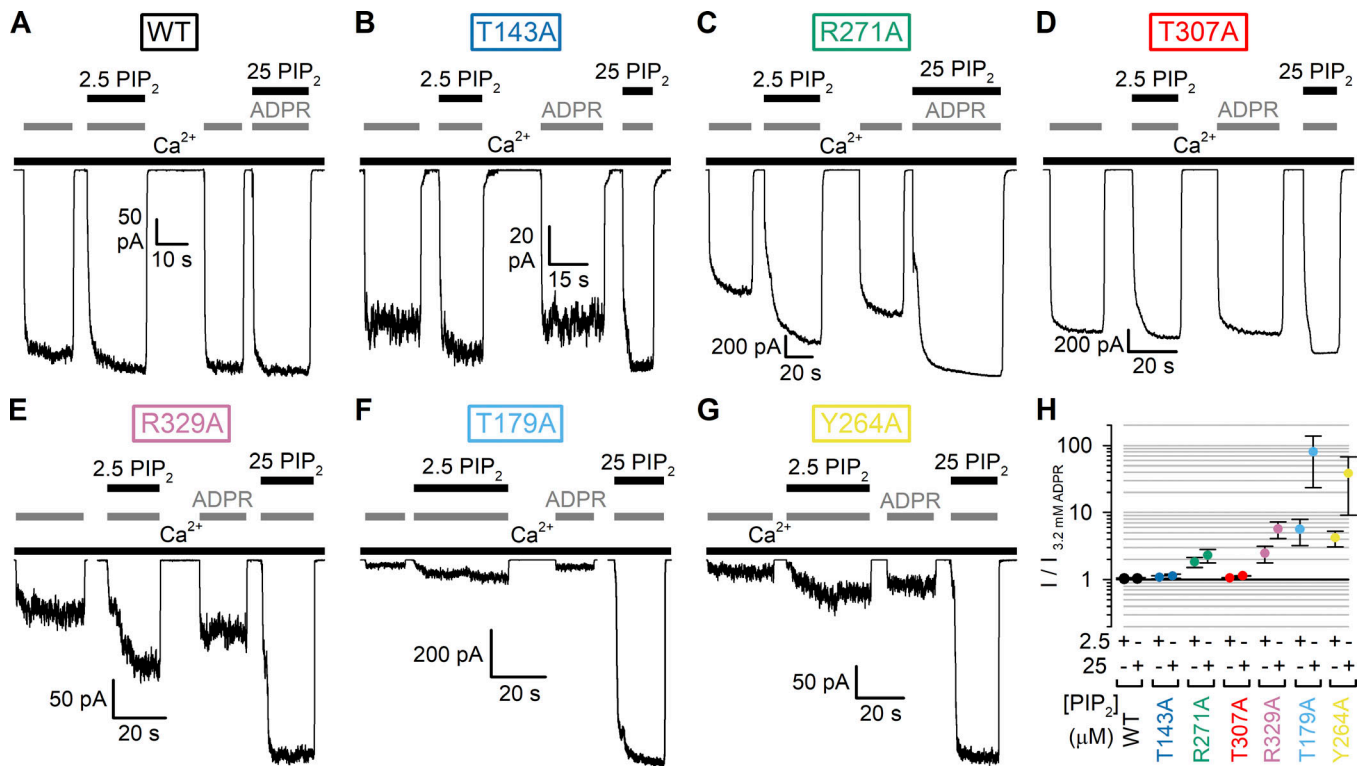 A
WT
2.5 PIP2
25 PIP2
ADPR
Ca2+
50
pA
10 s
B
T143A
2.5 PIP2
25 PIP2
ADPR
Ca2+
20
pA
15 s
C
R271A
2.5 PIP2
25 PIP2
ADPR
Ca2+
200 pA
20 s
D
T307A
2.5 PIP2
25 PIP2
ADPR
Ca2+
200 pA
20 s
E
R329A
2.5 PIP2
25 PIP2
ADPR
Ca2+
50 pA
20 s
F
T179A
2.5 PIP2
25 PIP2
ADPR
Ca2+
200 pA
20 s
G
Y264A
2.5 PIP2
25 PIP2
ADPR
Ca2+
50 pA
20 s
H
I / I 3.2 mM ADPR
100
10
1
2.5 + - + - + - + - + - + - + -
25 - + - + - + - + - + - + - +
[PIP2]
(μM)
WT
T143A
R271A
T307A
R329A
T179A
Y264A